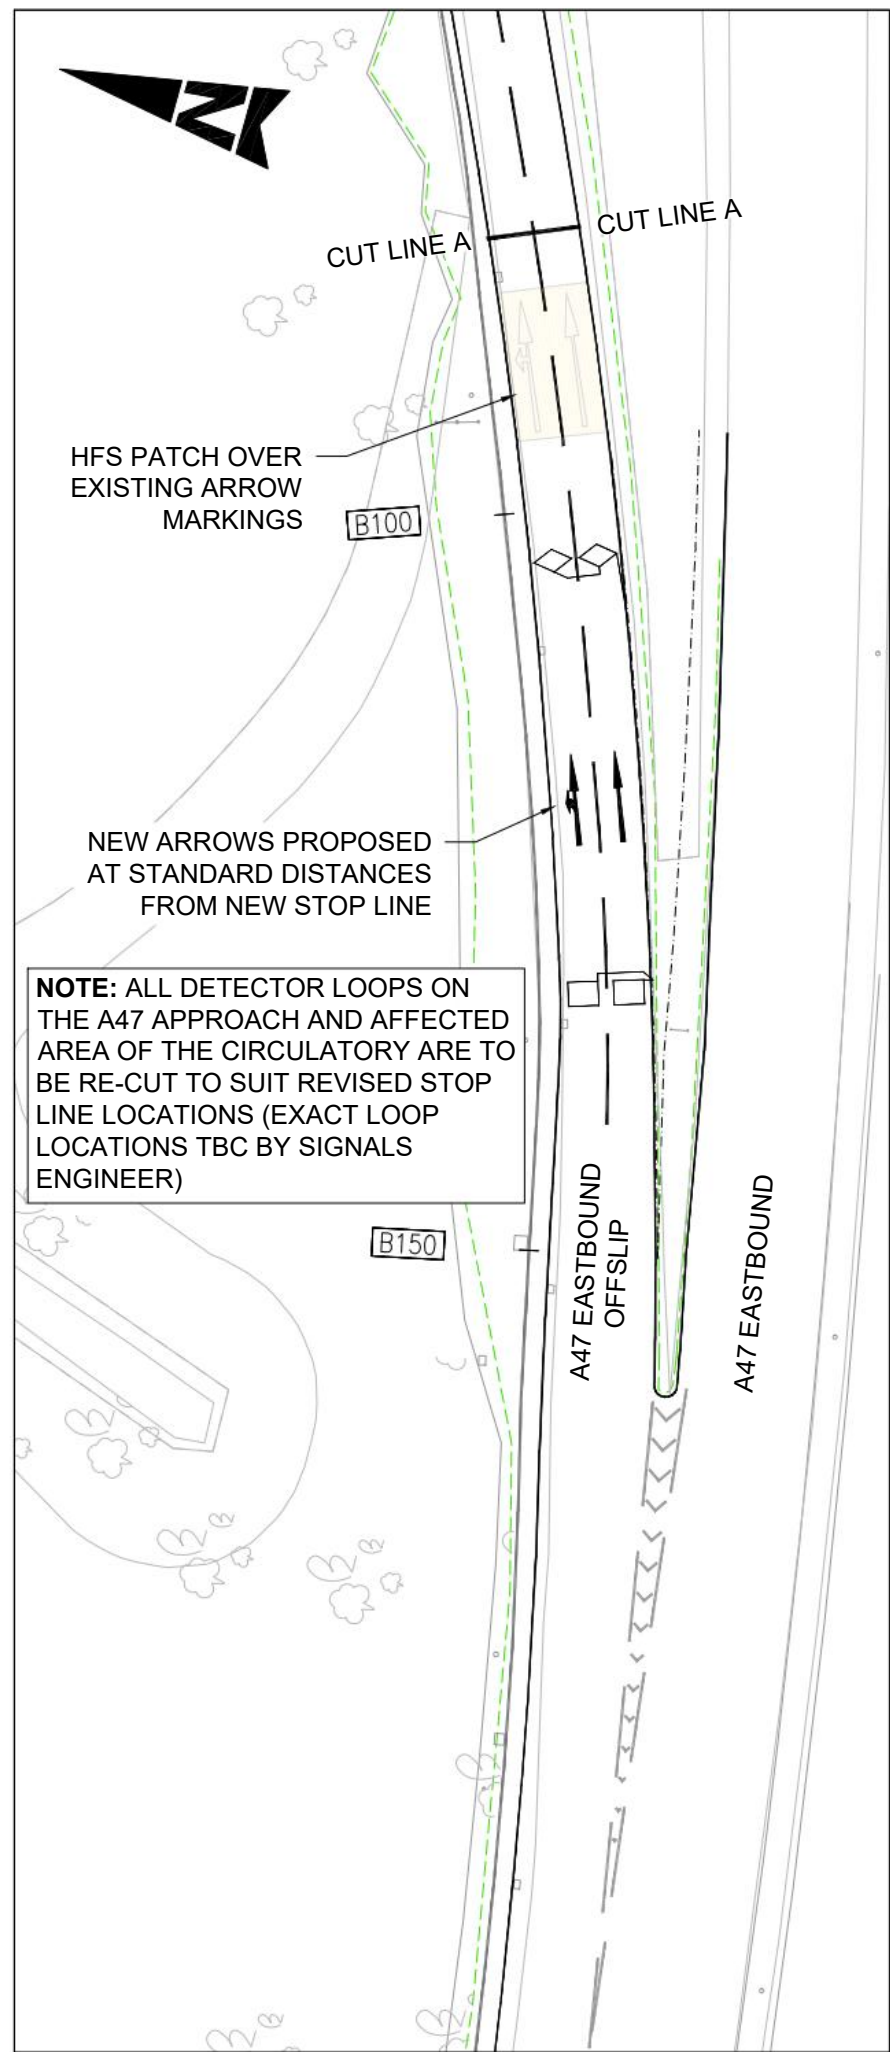 N
CUT LINE A
CUT LINE A
HFS PATCH OVER
EXISTING ARROW
MARKINGS
B100
NEW ARROWS PROPOSED
AT STANDARD DISTANCES
FROM NEW STOP LINE
NOTE: ALL DETECTOR LOOPS ON
THE A47 APPROACH AND AFFECTED
AREA OF THE CIRCULATORY ARE TO
BE RE-CUT TO SUIT REVISED STOP
LINE LOCATIONS (EXACT LOOP
LOCATIONS TBC BY SIGNALS
ENGINEER)
B150
A47 EASTBOUND
OFFSLIP
A47 EASTBOUND